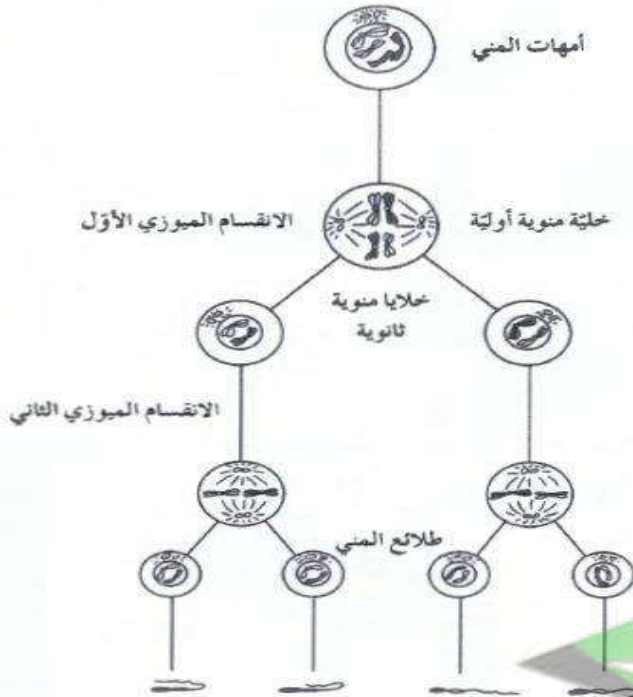 أمهات المني
الانقسام الميوزي الأوّل
خليّة منوية أوليّة
خلايا منوية
ثانوية
الانقسام الميوزي الثاني
طلائع المني